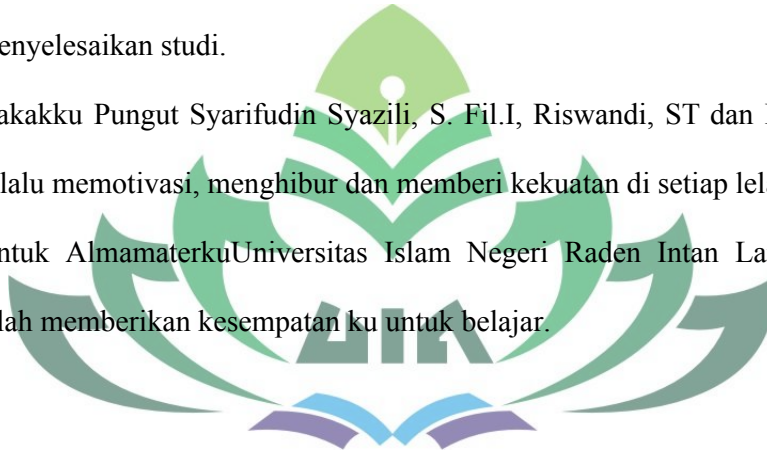 enyelesaikan studi.
akakku Pungut Syarifudin Syazili, S. Fil.I, Riswandi, ST dan
lalu memotivasi, menghibur dan memberi kekuatan di setiap lel
ntuk AlmamaterkuUniversitas Islam Negeri Raden Intan La
lah memberikan kesempatan ku untuk belajar.